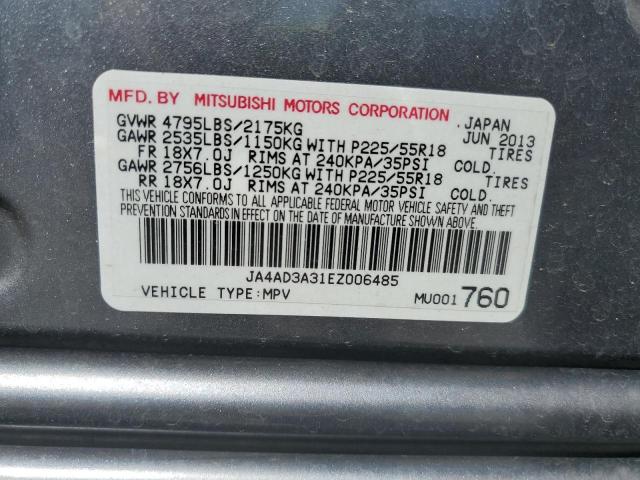 MFD. BY MITSUBISHI MOTORS CORPORATION, JAPAN
GVWR 4795LBS/2175KG JUN 2013
GAWR 2535LBS/1150KG WITH P225/55R18 TIRES
FR 18X7.0J RIMS AT 240KPA/35PSI COLD.
GAWR 2756LBS/1250KG WITH P225/55R18 TIRES
RR 18X7.0J RIMS AT 240KPA/35PSI COLD.
THIS VEHICLE CONFORMS TO ALL APPLICABLE FEDERAL MOTOR VEHICLE SAFETY AND THEFT
PREVENTION STANDARDS IN EFFECT ON THE DATE OF MANUFACTURE SHOWN ABOVE.
JA4AD3A31EZ006485
VEHICLE TYPE:MPV MU001760